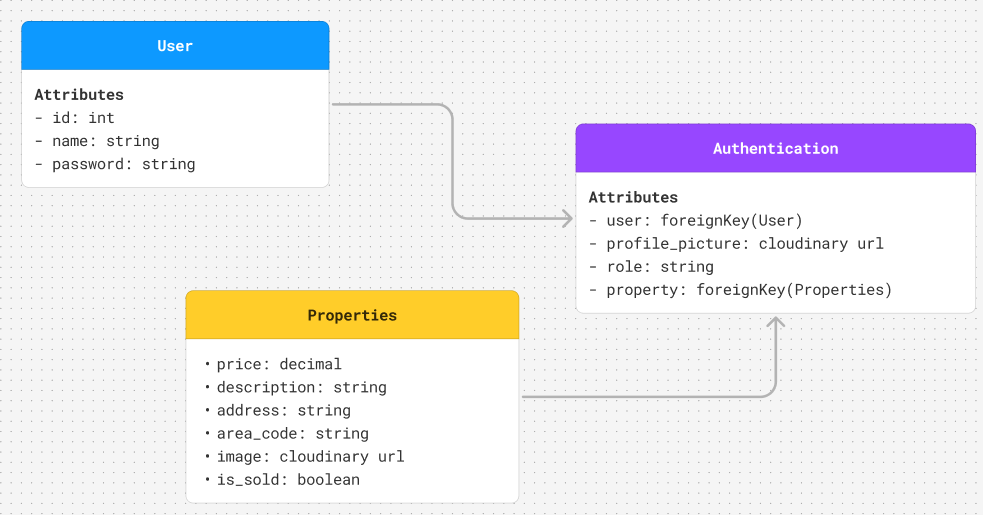 User
Attributes
- id: int
- name: string
- password: string
Authentication
Attributes
- user: foreignKey(User)
- profile_picture: cloudinary url
- role: string
- property: foreignKey(Properties)
Properties
• price: decimal
• description: string
• address: string
• area_code: string
• image: cloudinary url
• is_sold: boolean